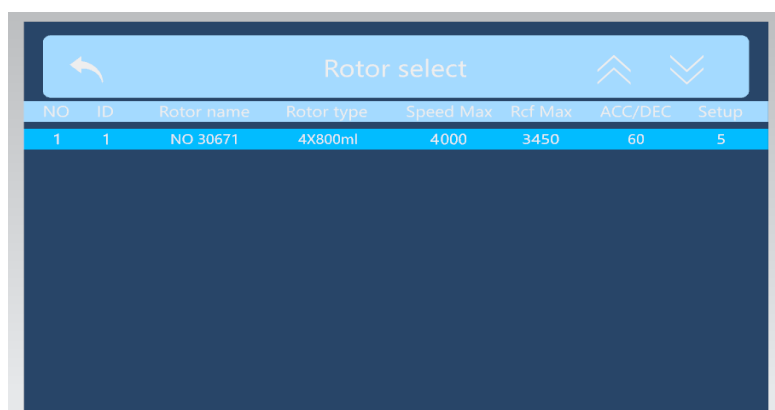 Rotor select
NO ID Rotor name Rotor type Speed Max Rcf Max ACC/DEC Setup
1 1 NO 30671 4X800ml 4000 3450 60 5